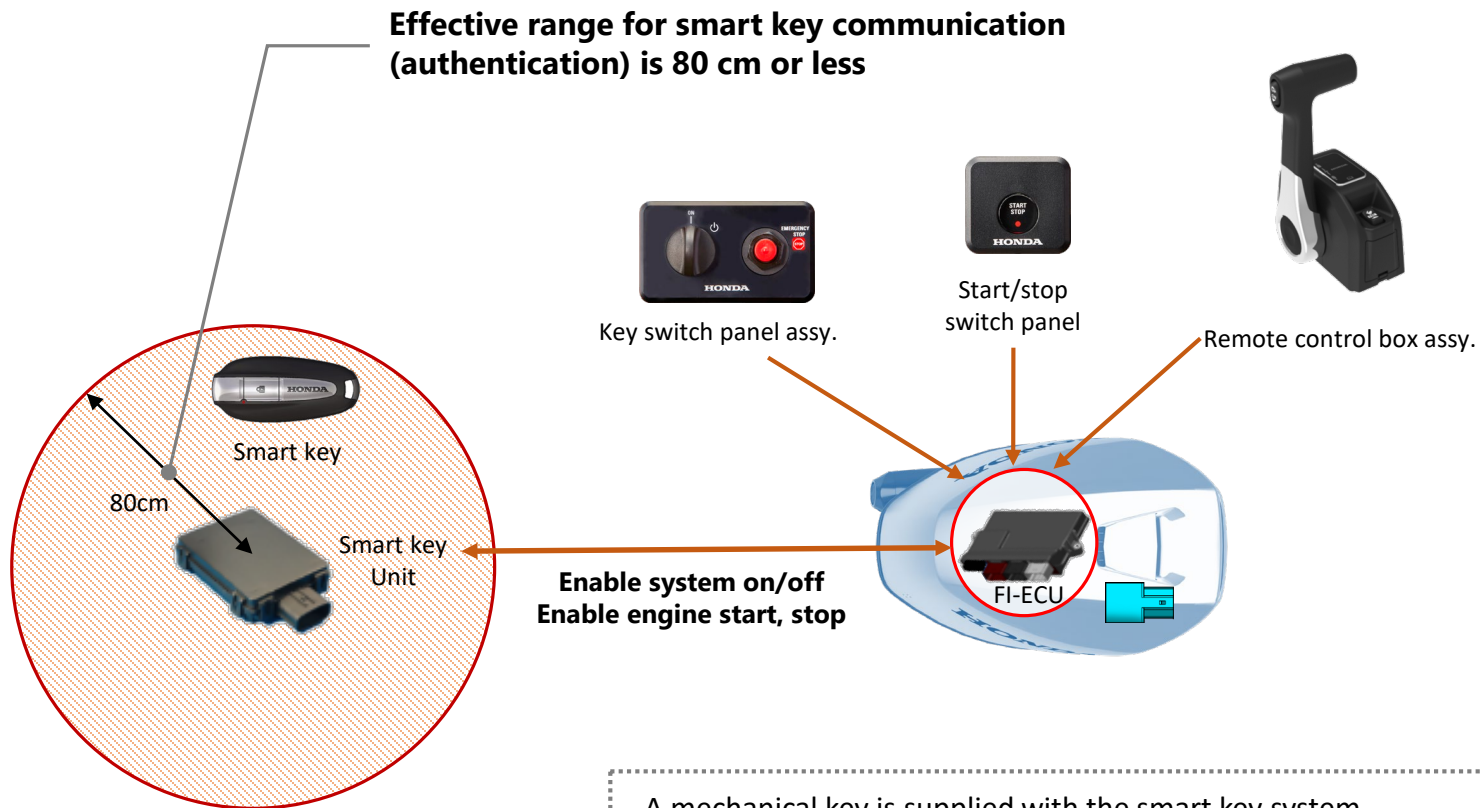 Effective range for smart key communication
(authentication) is 80 cm or less
ON
EMERGENCY
STOP
STOP
HONDA
Key switch panel assy.
START
STOP
HONDA
Start/stop
switch panel
Remote control box assy.
HONDA
Smart key
80cm
Smart key
Unit
Enable system on/off
Enable engine start, stop
HONDA
FI-ECU
HONDA
A mechanical key is supplied with the smart key system